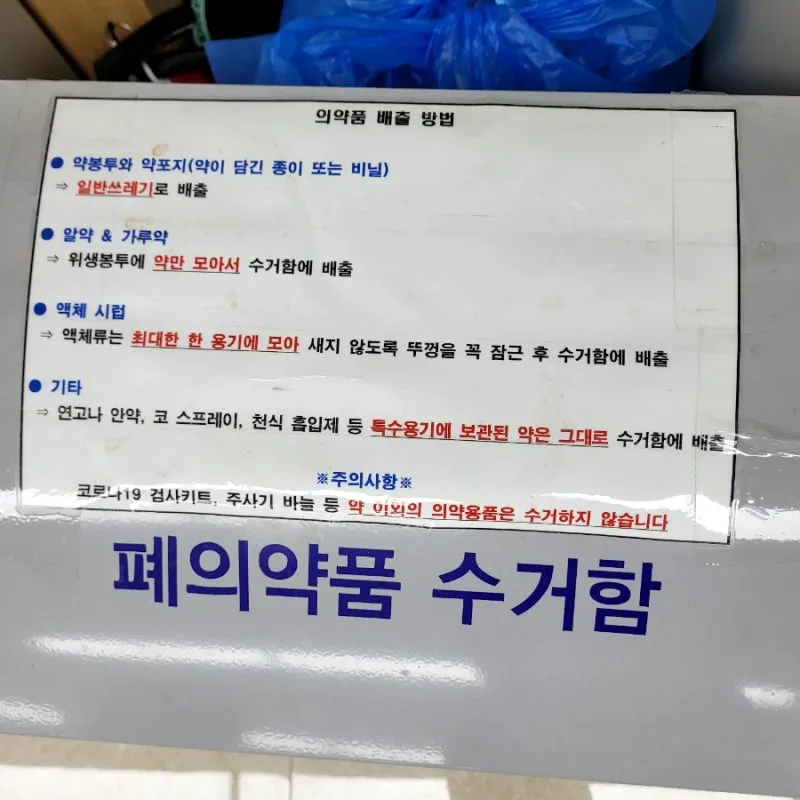 의약품 배출 방법
● 약봉투와 약포지(약이 담긴 종이 또는 비닐)
⇒ 일반쓰레기로 배출
● 알약 & 가루약
⇒ 위생봉투에 약만 모아서 수거함에 배출
● 액체 시럽
⇒ 액체류는 최대한 한 용기에 모아 새지 않도록 뚜껑을 꼭 잠근 후 수거함에 배출
● 기타
⇒ 연고나 안약, 코 스프레이, 천식 흡입제 등 특수용기에 보관된 약은 그대로 수거함에 배출
※주의사항※
코로나19 검사키트, 주사기 바늘 등 약 이외의 의약용품은 수거하지 않습니다
폐의약품 수거함